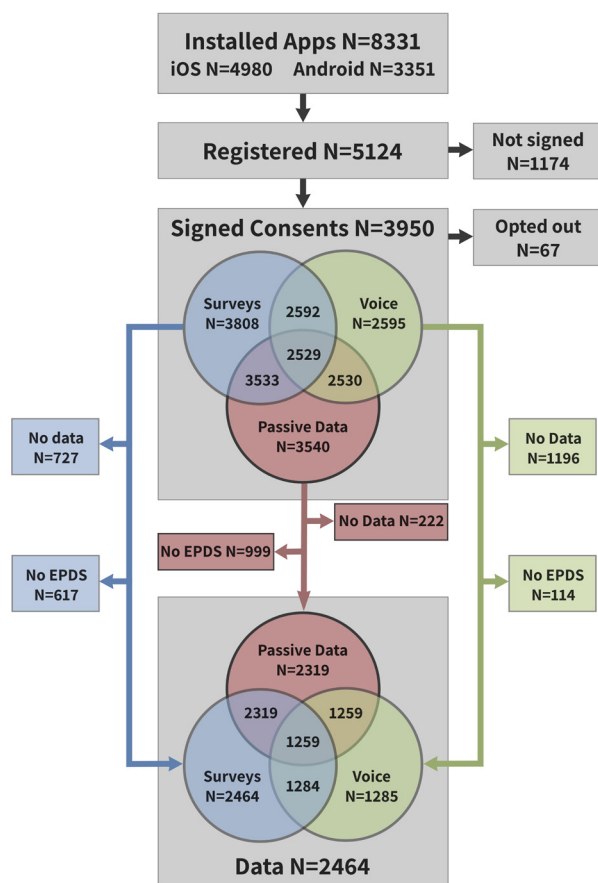 Installed Apps N=8331
iOS N=4980 Android N=3351
Registered N=5124
Not signed
N=1174
Signed Consents N=3950
Opted out
N=67
Surveys
N=3808
2592
Voice
N=2595
2529
3533
2530
Passive Data
N=3540
No data
N=727
No Data
N=1196
No Data N=222
No EPDS N=999
No EPDS
N=617
No EPDS
N=114
Passive Data
N=2319
2319
1259
1259
Surveys
N=2464
1284
Voice
N=1285
Data N=2464